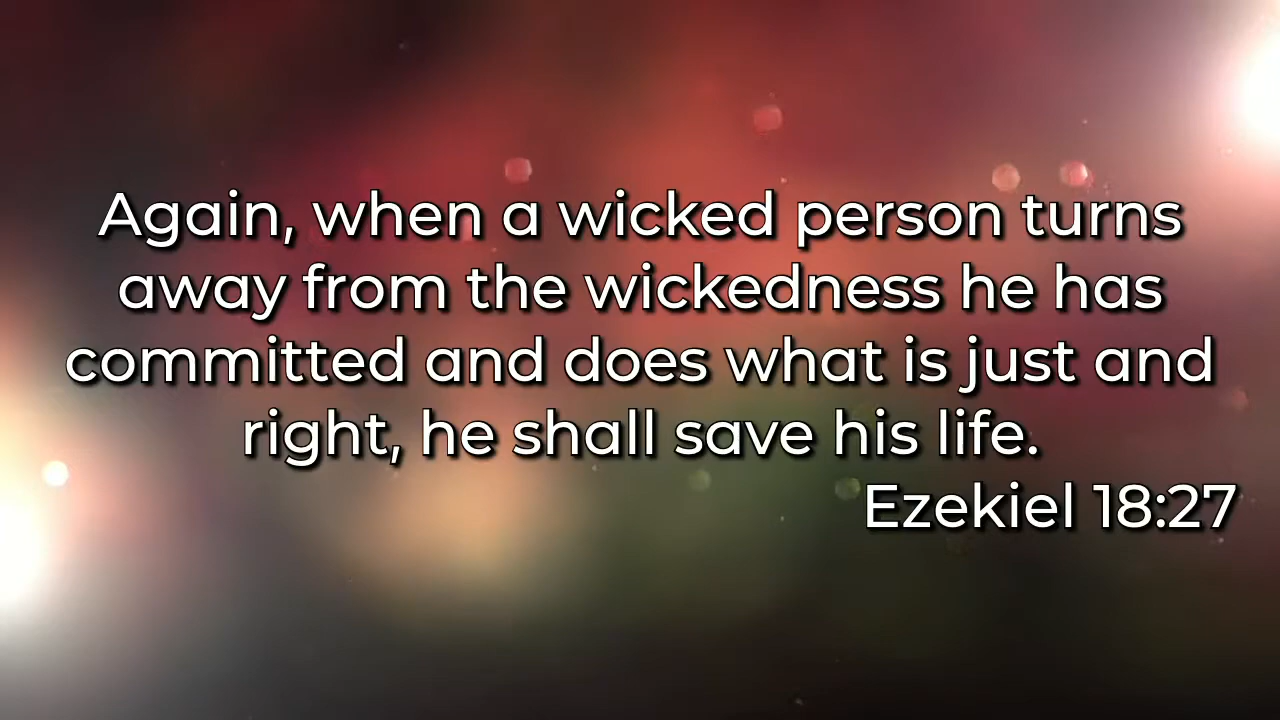 Again, when a wicked person turns
away from the wickedness he has
committed and does what is just and
right, he shall save his life.
Ezekiel 18:27